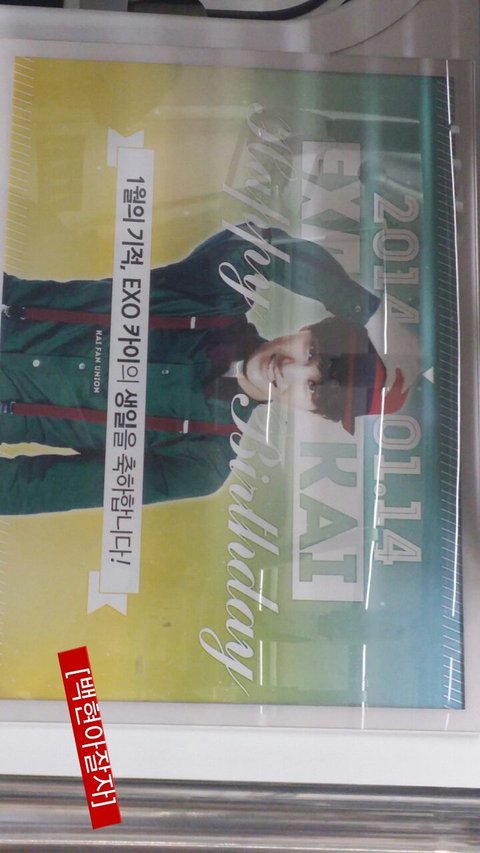 2014 01.14
EXO KAI
Happy Birthday
KAI FAN UNION
1월의 기적, EXO 카이의 생일을 축하합니다!
[백현아잘자]